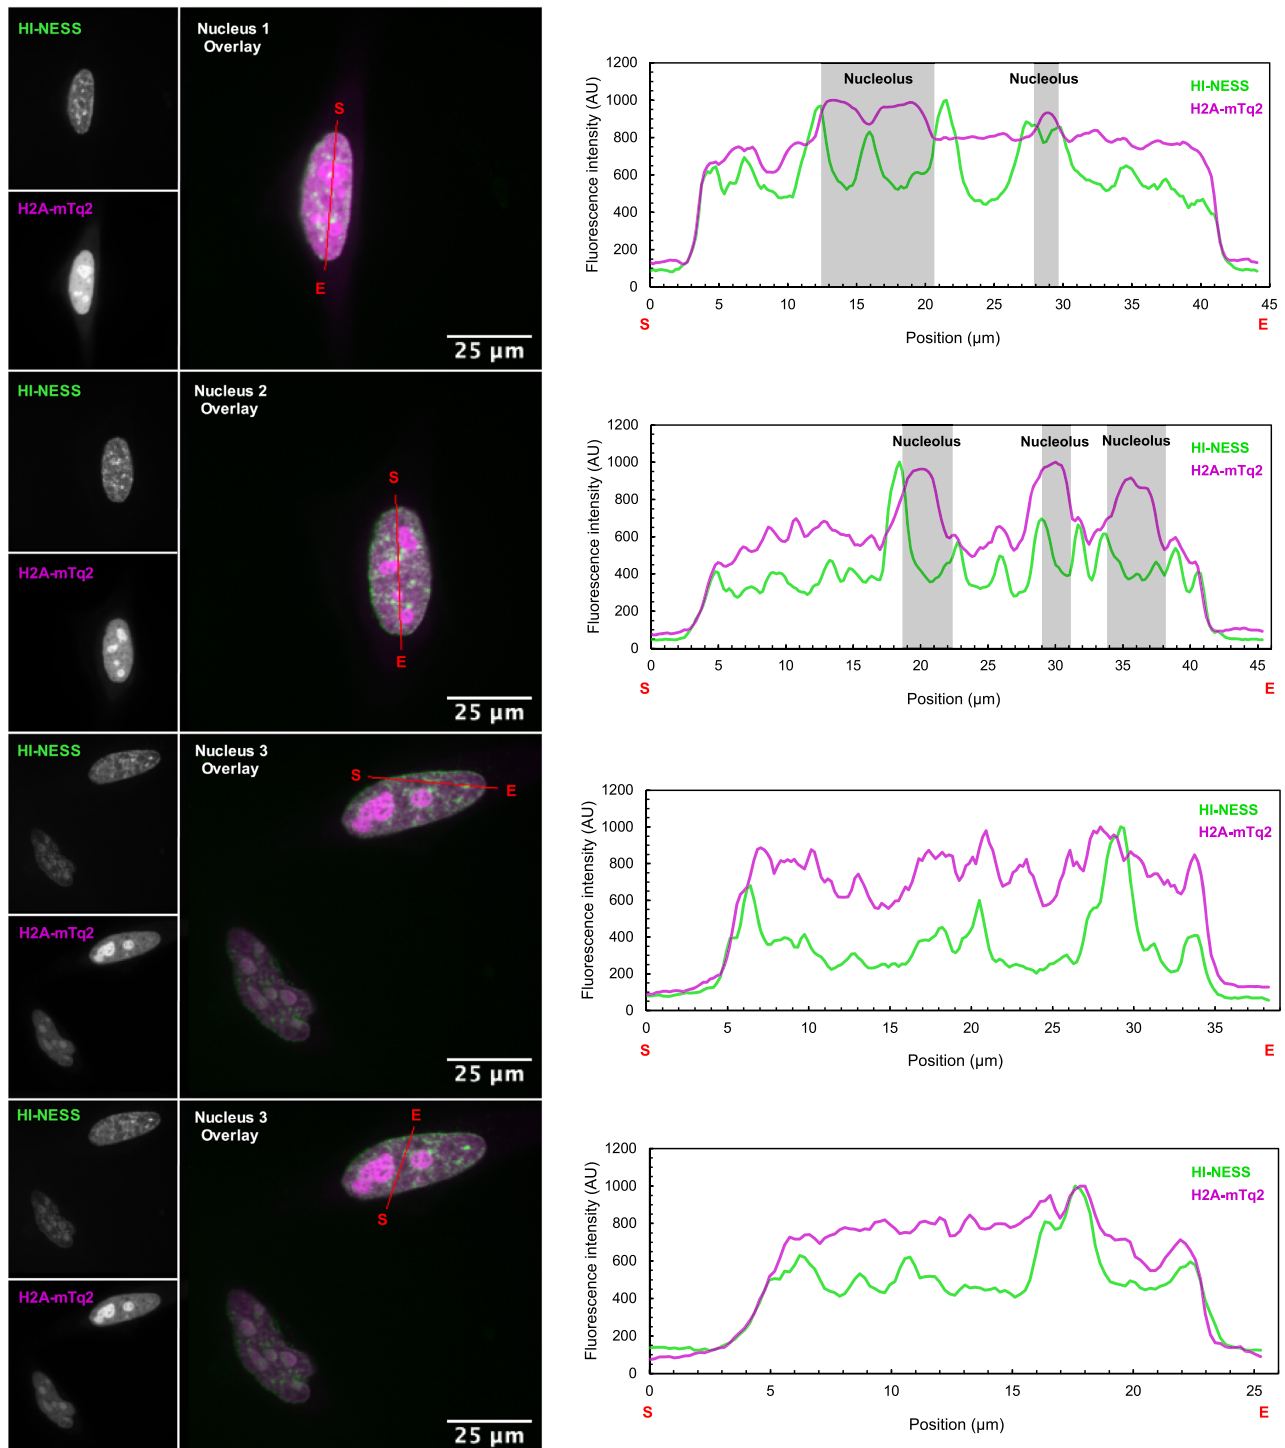 HI-NESS
H2A-mTq2
Nucleus 1
Overlay
S
E
25 µm
Fluorescence intensity (AU)
1200
1000
800
600
400
200
0
Nucleolus
Nucleolus
HI-NESS
H2A-mTq2
0 5 10 15 20 25 30 35 40 45
S E
Position (µm)
HI-NESS
H2A-mTq2
Nucleus 2
Overlay
S
E
25 µm
Fluorescence intensity (AU)
1200
1000
800
600
400
200
0
Nucleolus
Nucleolus
Nucleolus
HI-NESS
H2A-mTq2
0 5 10 15 20 25 30 35 40 45
S E
Position (µm)
HI-NESS
H2A-mTq2
Nucleus 3
Overlay
S
E
25 µm
Fluorescence intensity (AU)
1200
1000
800
600
400
200
0
HI-NESS
H2A-mTq2
0 5 10 15 20 25 30 35
S E
Position (µm)
HI-NESS
H2A-mTq2
Nucleus 3
Overlay
E
S
25 µm
Fluorescence intensity (AU)
1200
1000
800
600
400
200
0
HI-NESS
H2A-mTq2
0 5 10 15 20 25
S E
Position (µm)